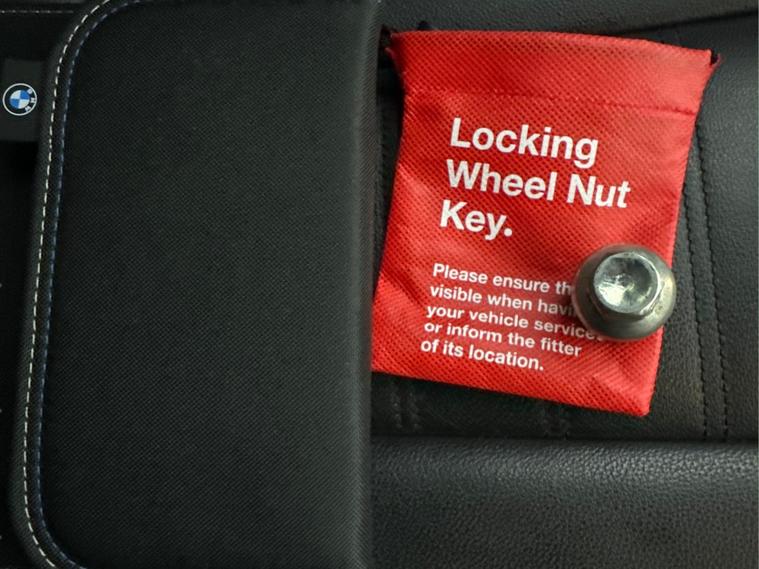 Locking
Wheel Nut
Key.
Please ensure
visible when
your vehicle
or inform the fitter
of its location.